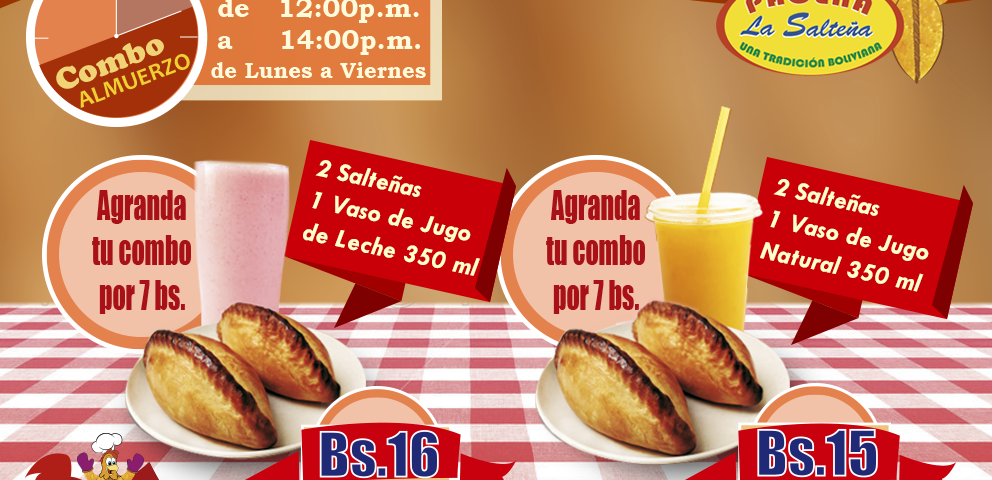 de 12:00p.m.
a 14:00p.m.
de Lunes a Viernes
Combo
ALMUERZO
La Salteña
UNA TRADICIÓN BOLIVIANA
Agranda
tu combo
por 7 bs.
2 Salteñas
1 Vaso de Jugo
de Leche 350 ml
Bs.16
Agranda
tu combo
por 7 bs.
2 Salteñas
1 Vaso de Jugo
Natural 350 ml
Bs.15